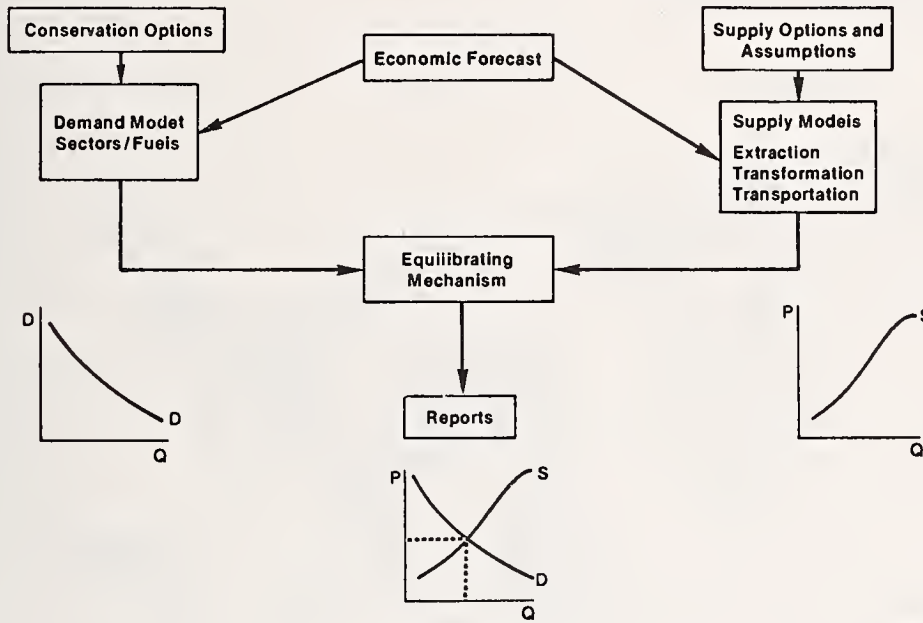 Conservation Options
Economic Forecast
Supply Options and
Assumptions
Demand Model
Sectors/Fuels
Supply Models
Extraction
Transformation
Transportation
Equilibrating
Mechanism
D
D
Q
P
S
Q
Reports
P
S
D
Q